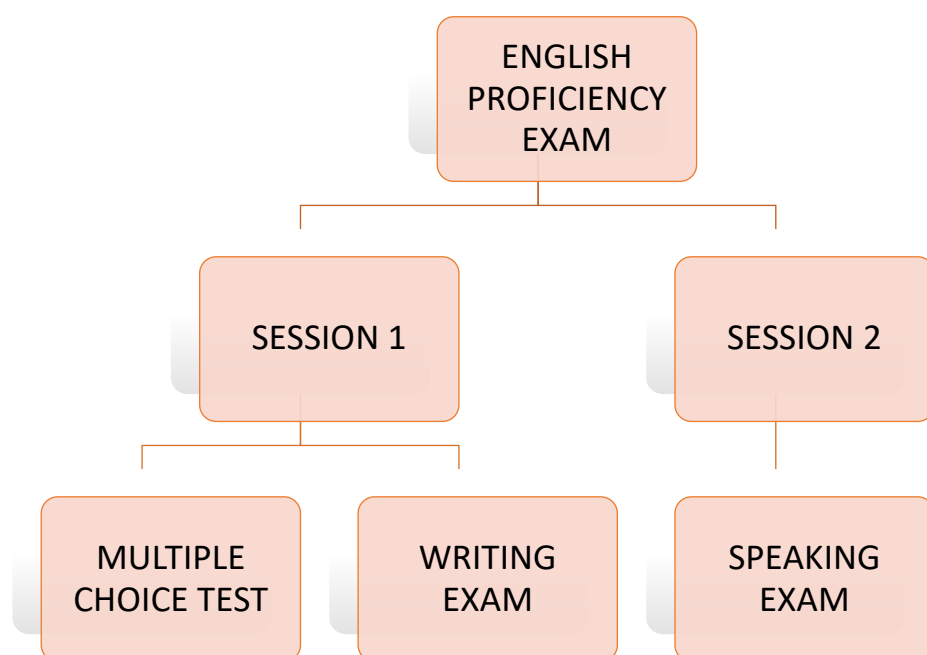 ENGLISH
PROFICIENCY
EXAM
SESSION 1
SESSION 2
MULTIPLE
CHOICE TEST
WRITING
EXAM
SPEAKING
EXAM